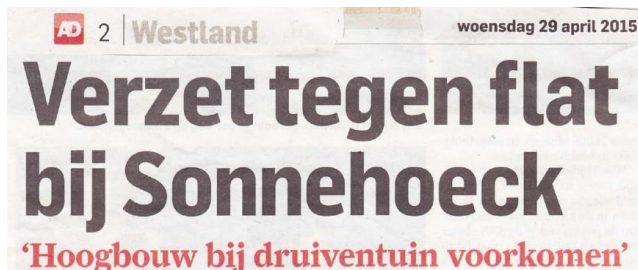 AD 2 Westland woensdag 29 april 2015
Verzet tegen flat
bij Sonnehoeck
‘Hoogbouw bij druiventuin voorkomen’